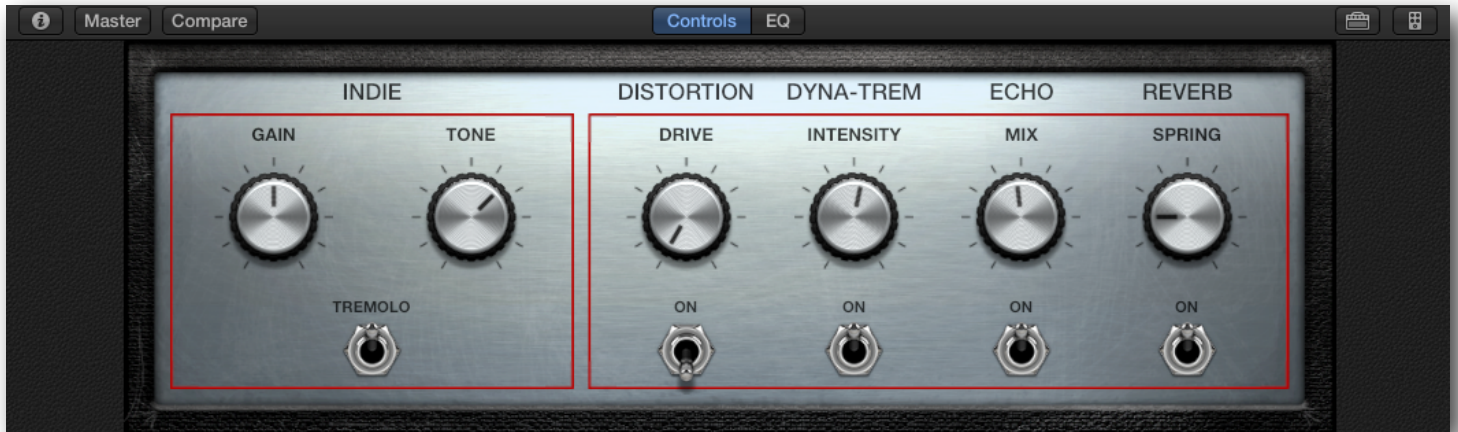 Master Compare Controls EQ
INDIE DISTORTION DYNA-TREM ECHO REVERB
GAIN TONE DRIVE INTENSITY MIX SPRING
TREMOLO ON ON ON ON